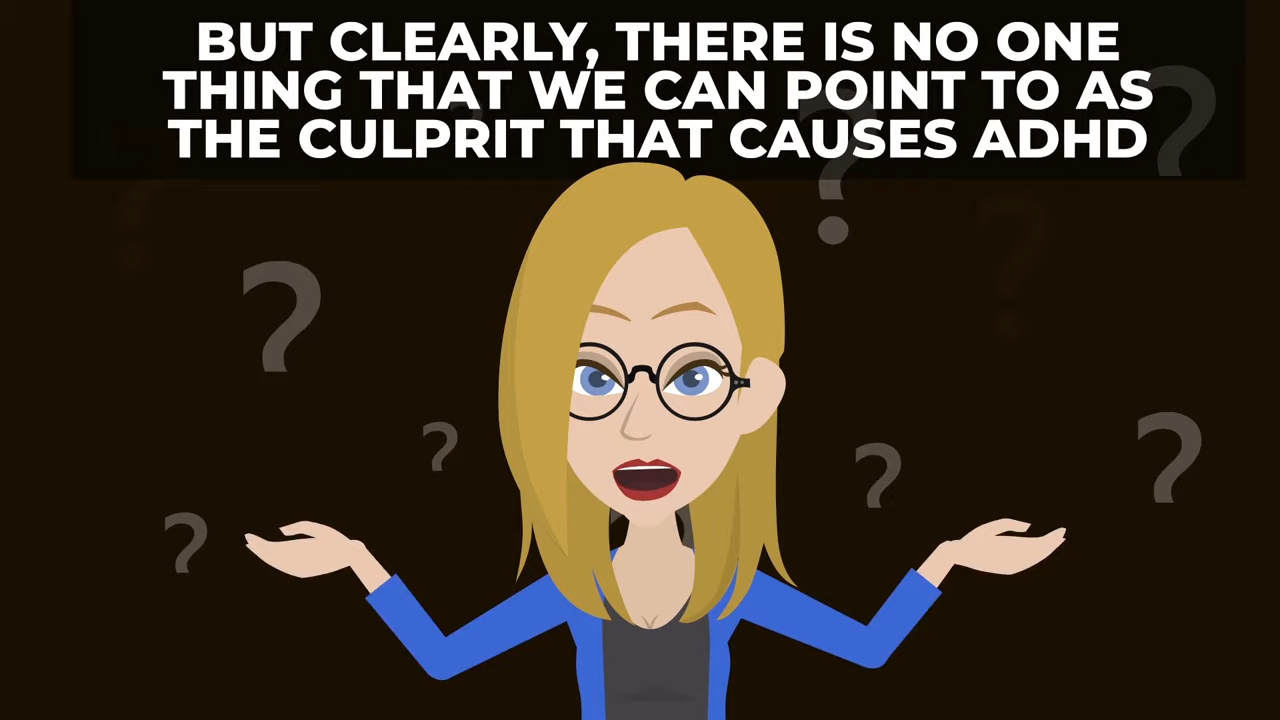 BUT CLEARLY, THERE IS NO ONE
THING THAT WE CAN POINT TO AS
THE CULPRIT THAT CAUSES ADHD